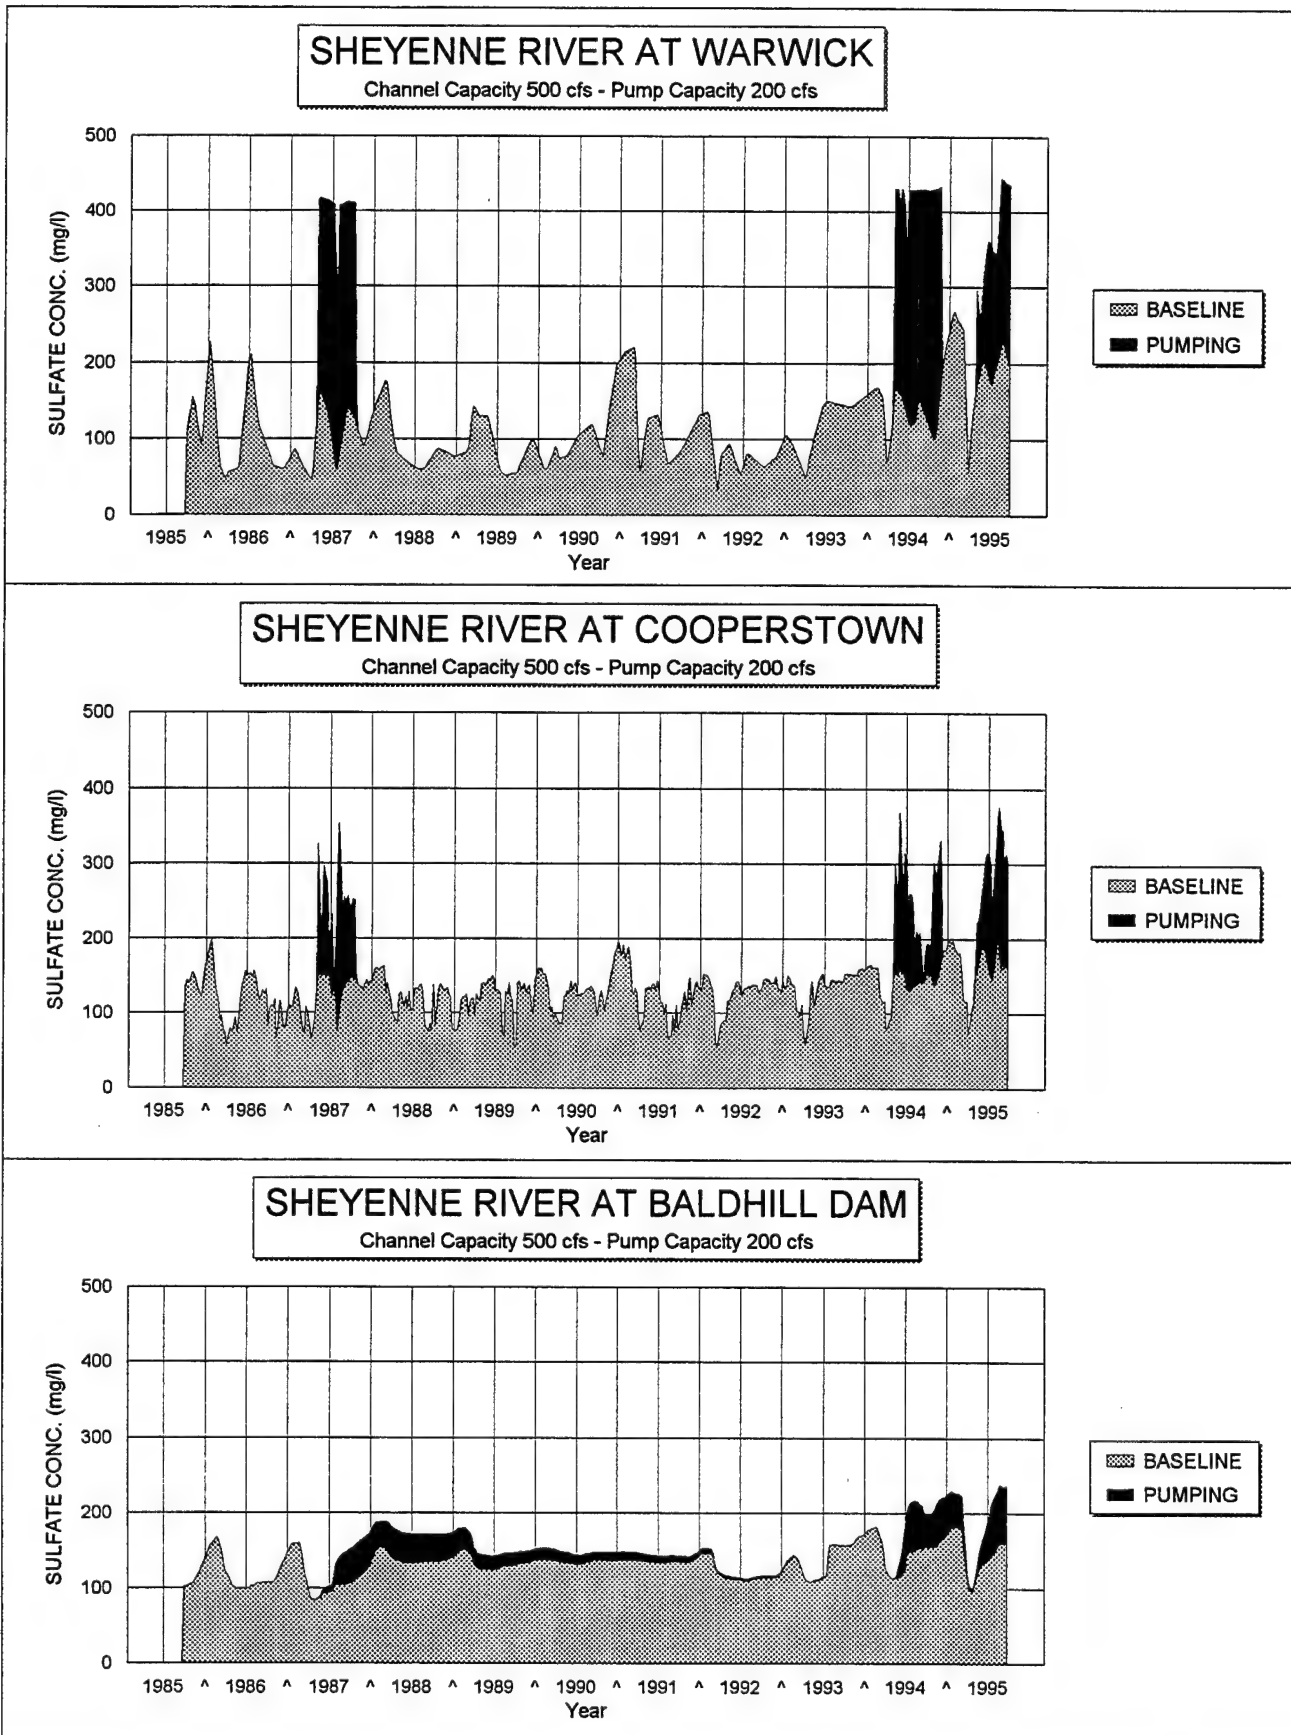 SHEYENNE RIVER AT WARWICK
Channel Capacity 500 cfs - Pump Capacity 200 cfs
500
400
300
200
100
0
SULFATE CONC. (mg/l)
1985 ^ 1986 ^ 1987 ^ 1988 ^ 1989 ^ 1990 ^ 1991 ^ 1992 ^ 1993 ^ 1994 ^ 1995
Year
BASELINE
PUMPING
SHEYENNE RIVER AT COOPERSTOWN
Channel Capacity 500 cfs - Pump Capacity 200 cfs
500
400
300
200
100
0
SULFATE CONC. (mg/l)
1985 ^ 1986 ^ 1987 ^ 1988 ^ 1989 ^ 1990 ^ 1991 ^ 1992 ^ 1993 ^ 1994 ^ 1995
Year
BASELINE
PUMPING
SHEYENNE RIVER AT BALDHILL DAM
Channel Capacity 500 cfs - Pump Capacity 200 cfs
500
400
300
200
100
0
SULFATE CONC. (mg/l)
1985 ^ 1986 ^ 1987 ^ 1988 ^ 1989 ^ 1990 ^ 1991 ^ 1992 ^ 1993 ^ 1994 ^ 1995
Year
BASELINE
PUMPING